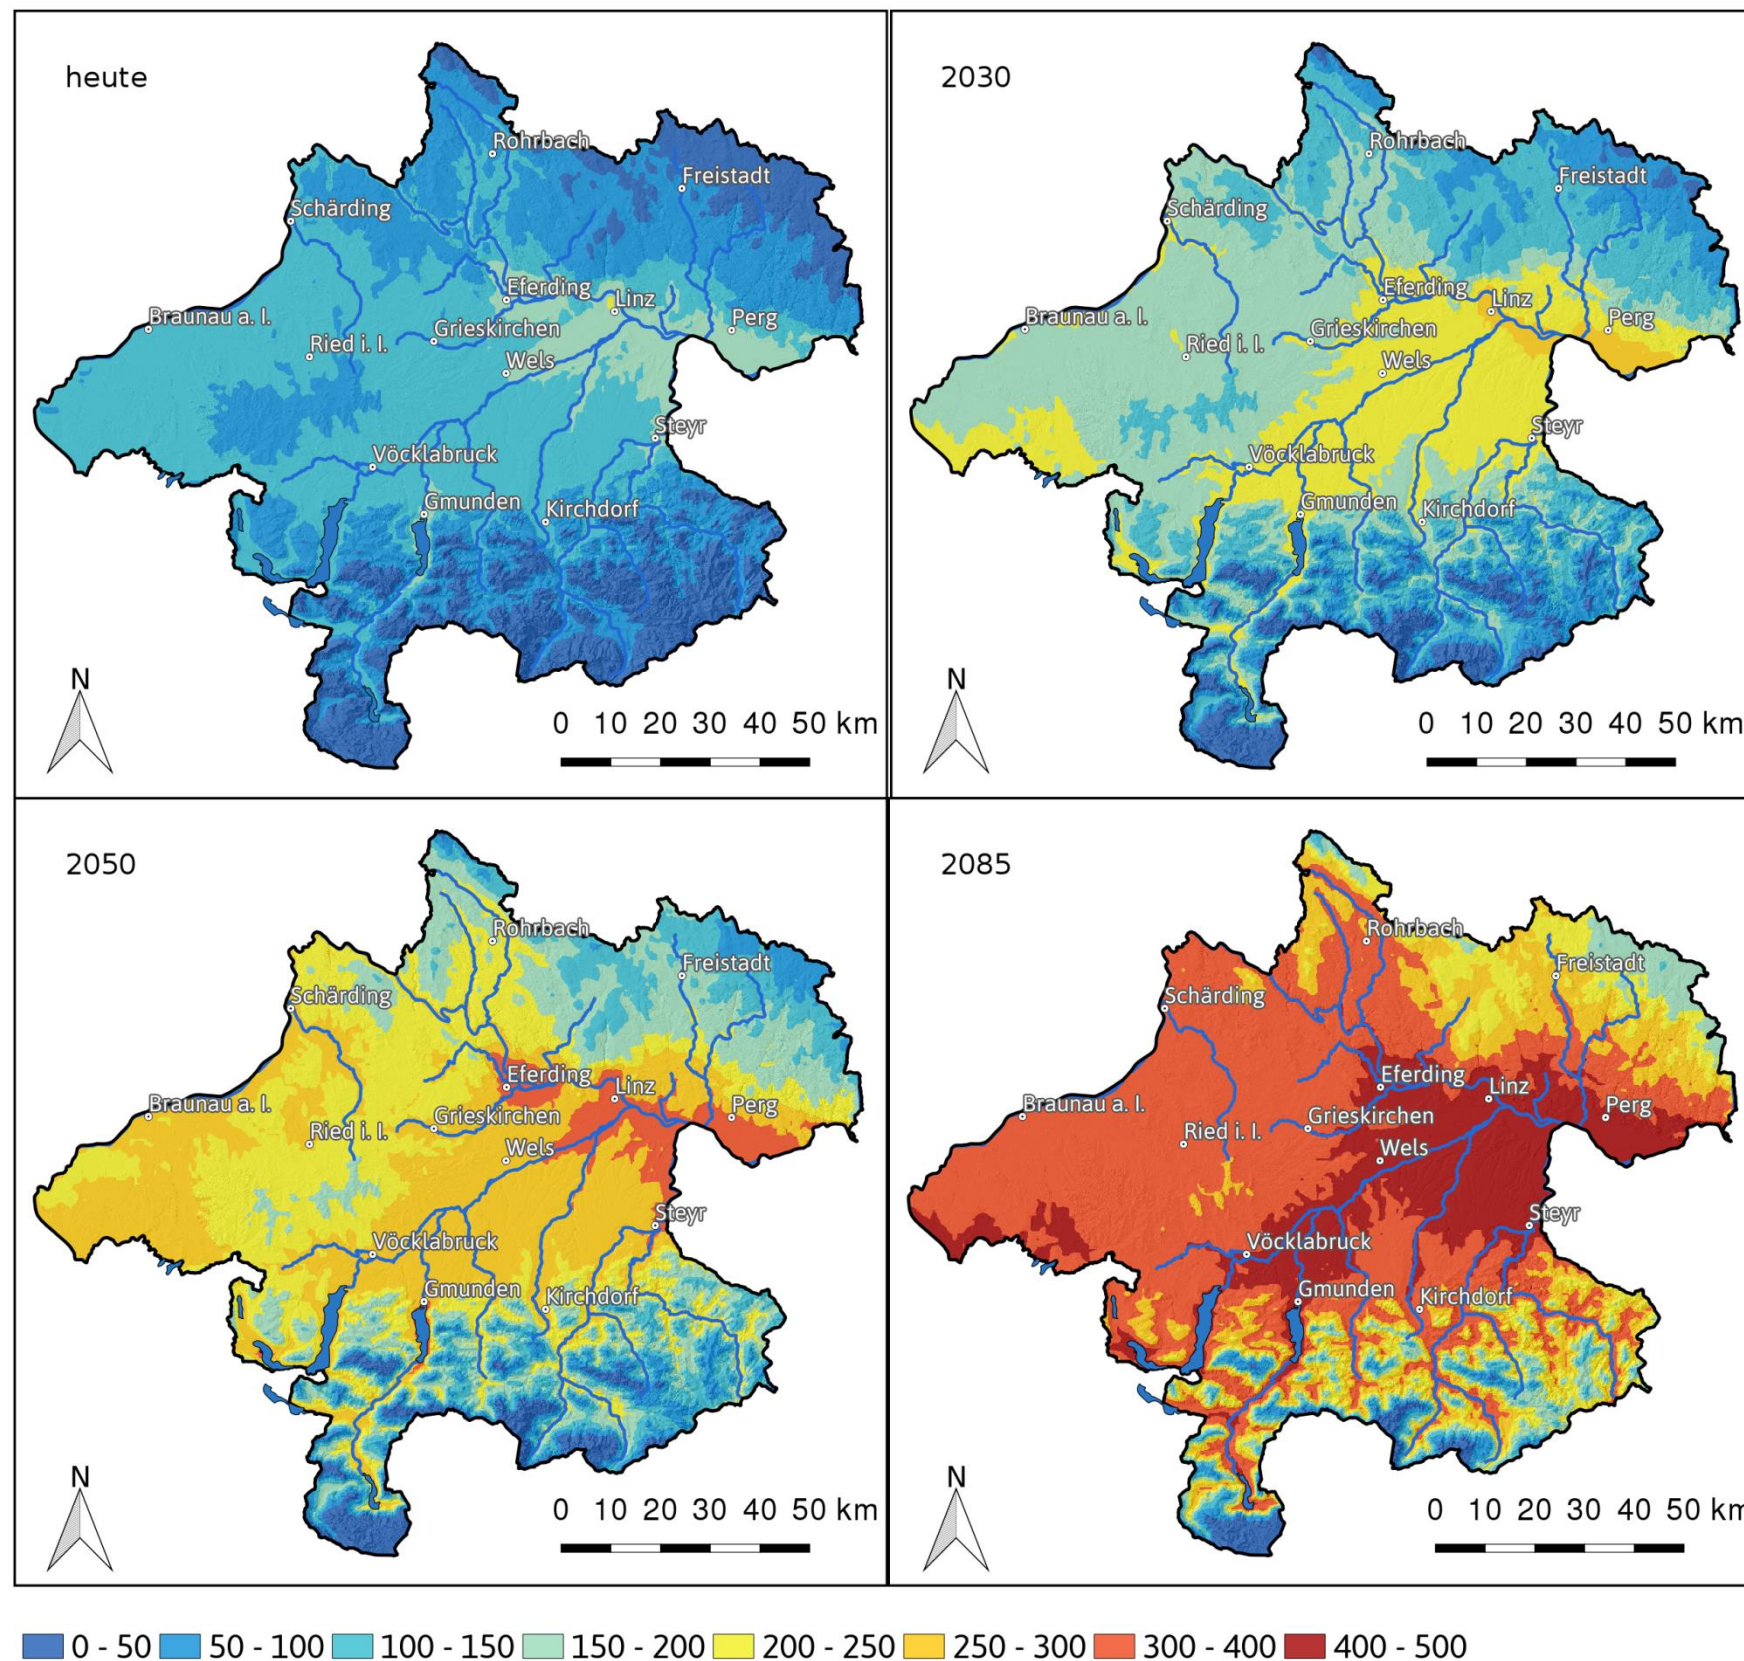 heute
Rohrbach
Freistadt
Schärding
Eferding
Linz
Braunau a. I.
Ried i. I.
Grieskirchen
Perg
Wels
Steyr
Vöcklabruck
Gmunden
Kirchdorf
N
0 10 20 30 40 50 km
2030
Rohrbach
Freistadt
Schärding
Eferding
Linz
Braunau a. I.
Ried i. I.
Grieskirchen
Perg
Wels
Steyr
Vöcklabruck
Gmunden
Kirchdorf
N
0 10 20 30 40 50 km
2050
Rohrbach
Freistadt
Schärding
Eferding
Linz
Braunau a. I.
Ried i. I.
Grieskirchen
Perg
Wels
Steyr
Vöcklabruck
Gmunden
Kirchdorf
N
0 10 20 30 40 50 km
2085
Rohrbach
Freistadt
Schärding
Eferding
Linz
Braunau a. I.
Ried i. I.
Grieskirchen
Perg
Wels
Steyr
Vöcklabruck
Gmunden
Kirchdorf
N
0 10 20 30 40 50 km
0 - 50 50 - 100 100 - 150 150 - 200 200 - 250 250 - 300 300 - 400 400 - 500